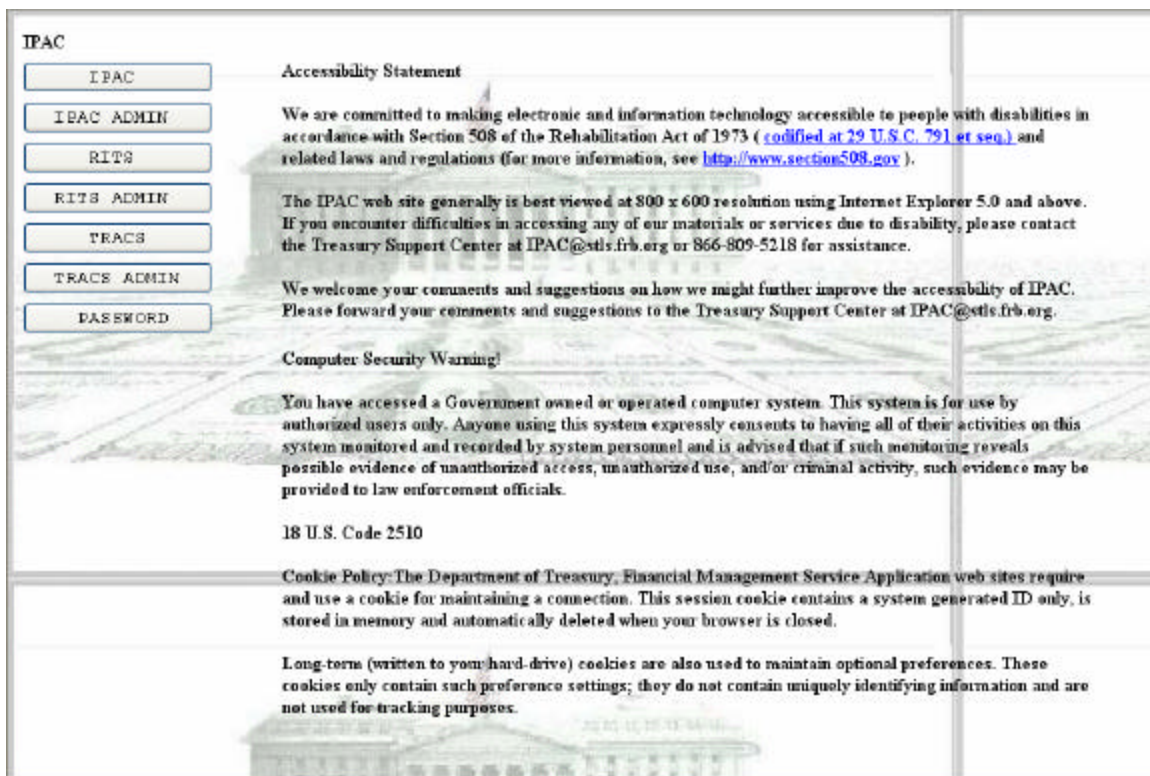 IPAC
IPAC
IPAC ADMIN
RITS
RITS ADMIN
TRACS
TRACS ADMIN
PASSWORD
Accessibility Statement
We are committed to making electronic and information technology accessible to people with disabilities in
accordance with Section 508 of the Rehabilitation Act of 1973 ( codified at 29 U.S.C. 791 et seq.) and
related laws and regulations (for more information, see http://www.section508.gov ).
The IPAC web site generally is best viewed at 800 x 600 resolution using Internet Explorer 5.0 and above.
If you encounter difficulties in accessing any of our materials or services due to disability, please contact
the Treasury Support Center at IPAC@stls.frb.org or 866-809-5218 for assistance.
We welcome your comments and suggestions on how we might further improve the accessibility of IPAC.
Please forward your comments and suggestions to the Treasury Support Center at IPAC@stls.frb.org.
Computer Security Warning!
You have accessed a Government owned or operated computer system. This system is for use by
authorized users only. Anyone using this system expressly consents to having all of their activities on this
system monitored and recorded by system personnel and is advised that if such monitoring reveals
possible evidence of unauthorized access, unauthorized use, and/or criminal activity, such evidence may be
provided to law enforcement officials.
18 U.S. Code 2510
Cookie Policy:The Department of Treasury, Financial Management Service Application web sites require
and use a cookie for maintaining a connection. This session cookie contains a system generated ID only, is
stored in memory and automatically deleted when your browser is closed.
Long-term (written to your hard-drive) cookies are also used to maintain optional preferences. These
cookies only contain such preference settings; they do not contain uniquely identifying information and are
not used for tracking purposes.